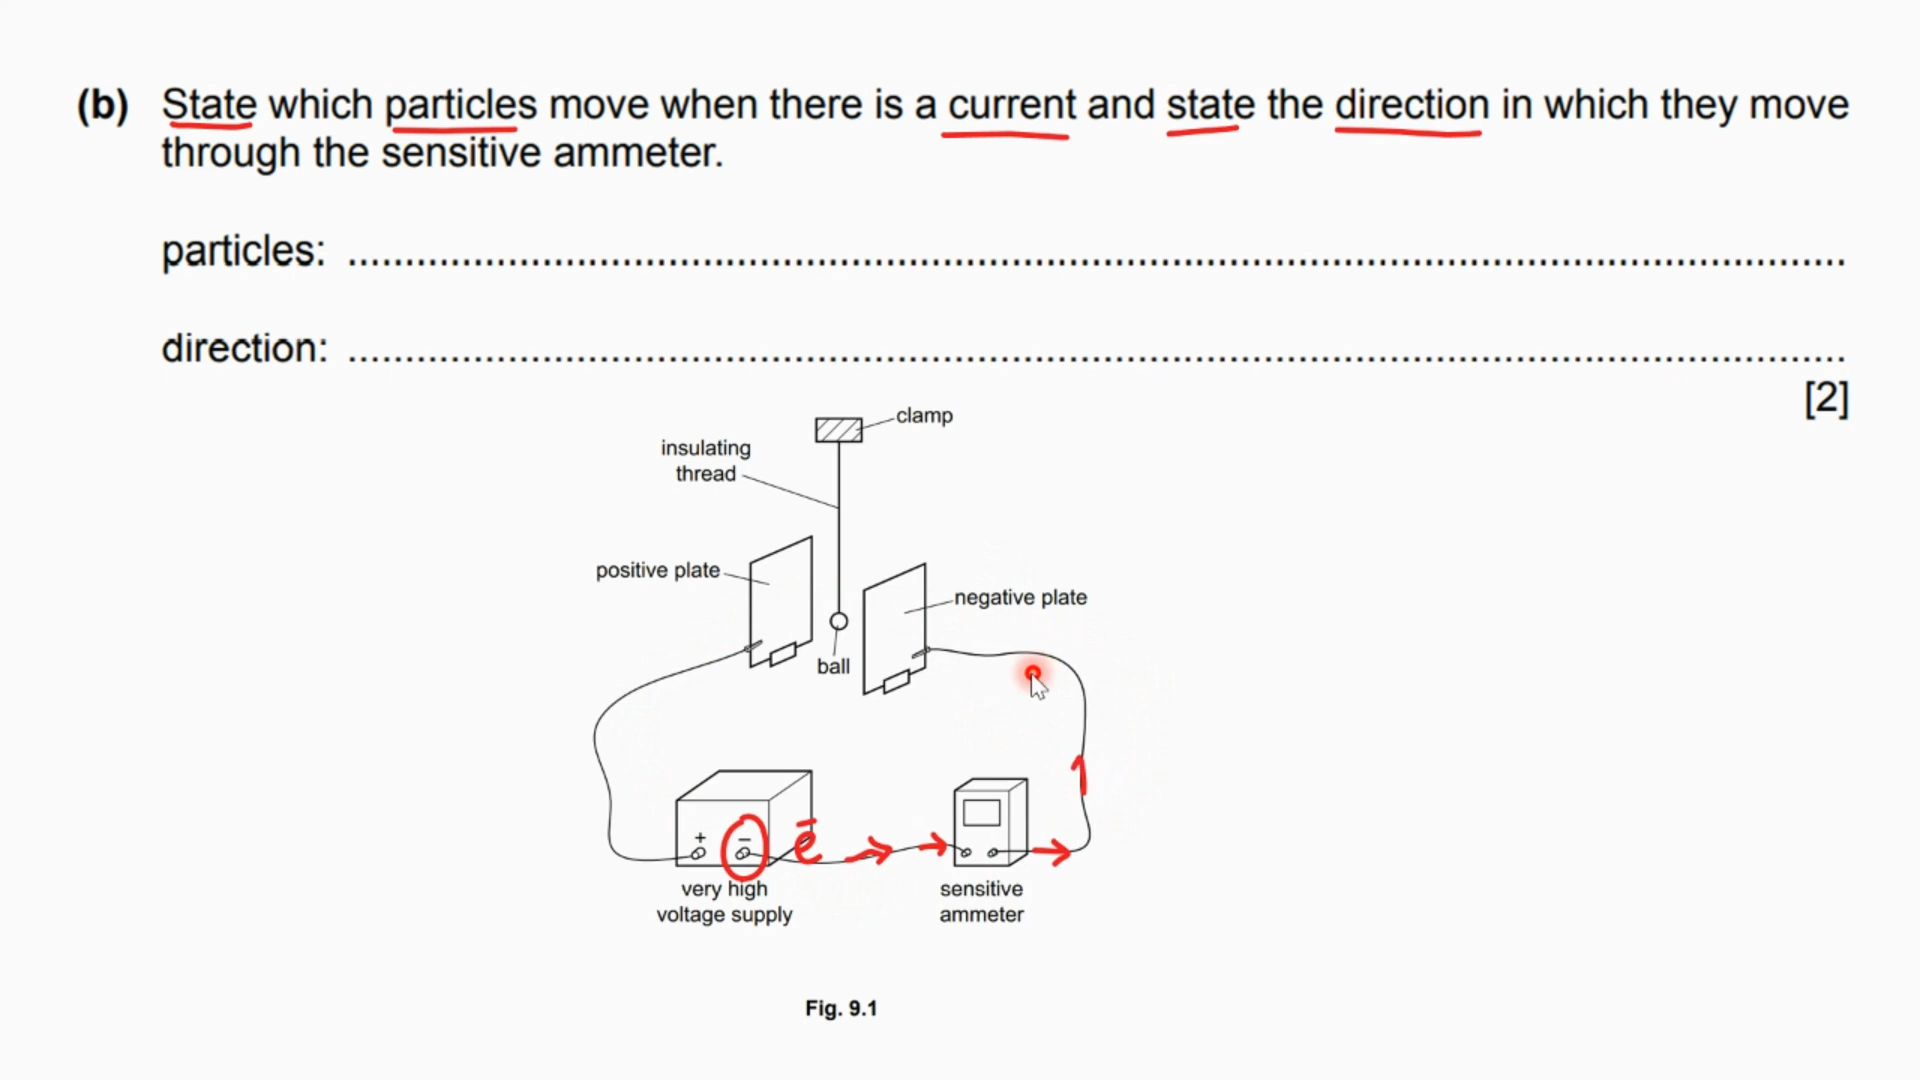 (b) State which particles move when there is a current and state the direction in which they move
through the sensitive ammeter.
particles: ..........................................................................................
direction: ..........................................................................................
[2]
clamp
insulating
thread
positive plate
negative plate
ball
+ −
ē
very high
voltage supply
sensitive
ammeter
Fig. 9.1